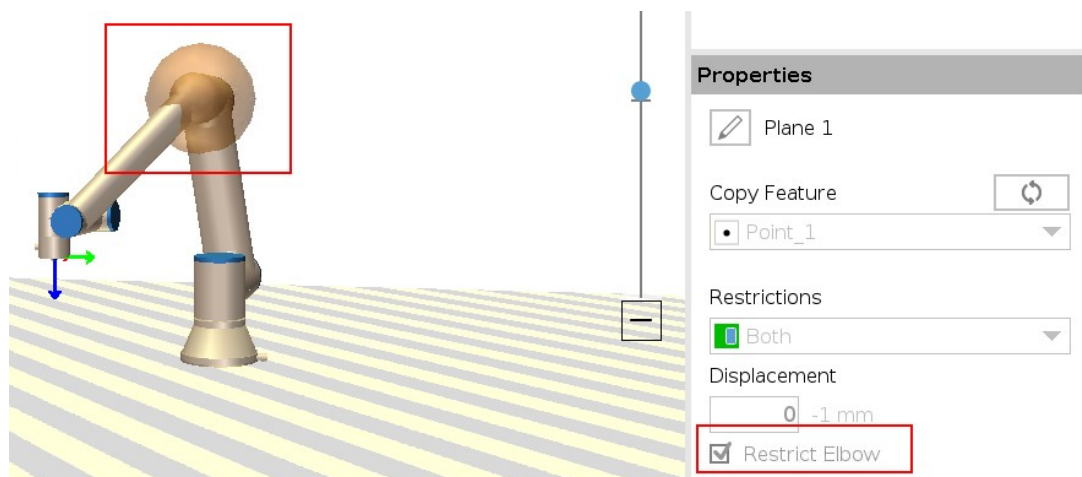 Properties
Plane 1
Copy Feature
Point_1
Restrictions
Both
Displacement
0 -1 mm
Restrict Elbow